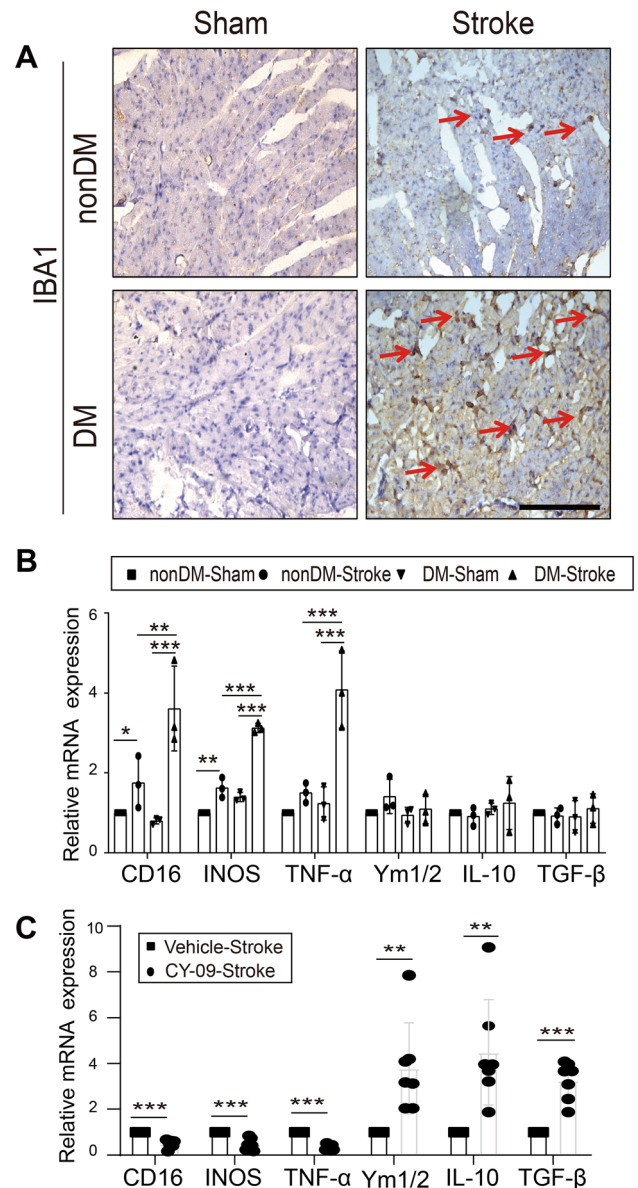 Sham Stroke
A
IBA1
nonDM
DM
B
nonDM-Sham nonDM-Stroke DM-Sham DM-Stroke
Relative mRNA expression
6
4
2
0
* ** *** ** *** *** *** ***
CD16 INOS TNF-α Ym1/2 IL-10 TGF-β
C
Vehicle-Stroke
CY-09-Stroke
Relative mRNA expression
10
8
6
4
2
0
*** *** *** ** ** ***
CD16 INOS TNF-α Ym1/2 IL-10 TGF-β